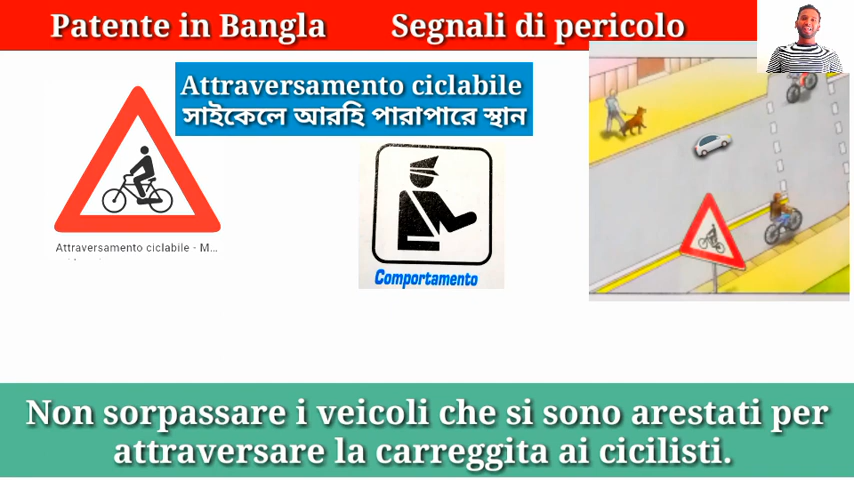 Patente in Bangla Segnali di pericolo
Attraversamento ciclabile
সাইকেলে আরহি পারাপারে স্থান
Attraversamento ciclabile - M...
Comportamento
Non sorpassare i veicoli che si sono arestati per
attraversare la carreggita ai cicilisti.